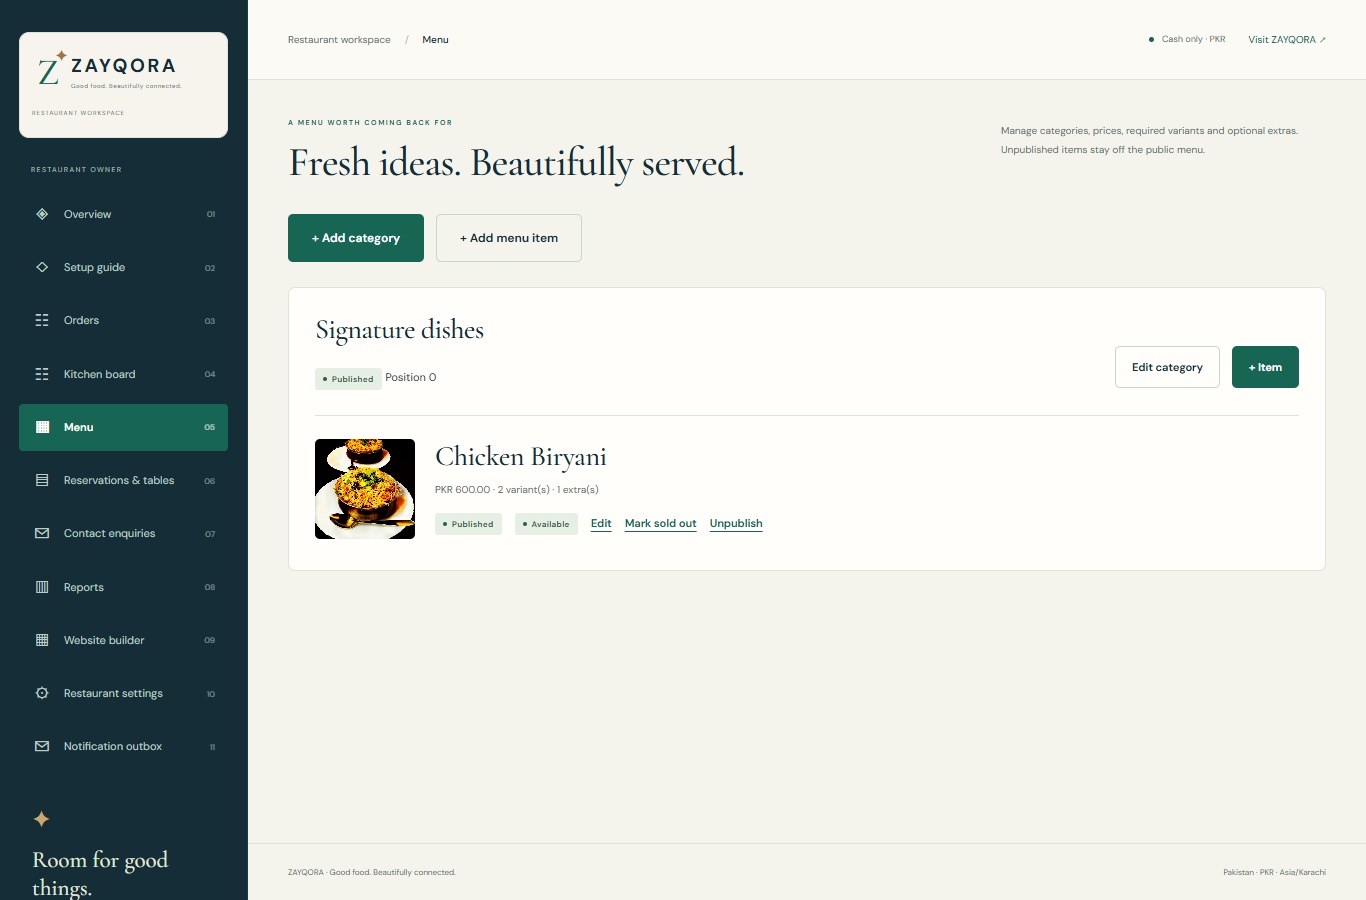 ZAYQORA
Good food. Beautifully connected.
RESTAURANT WORKSPACE
RESTAURANT OWNER
Overview 01
Setup guide 02
Orders 03
Kitchen board 04
Menu 05
Reservations & tables 06
Contact enquiries 07
Reports 08
Website builder 09
Restaurant settings 10
Notification outbox 11
Room for good
things.
Restaurant workspace / Menu
Cash only · PKR
Visit ZAYQORA ↗
A MENU WORTH COMING BACK FOR
Fresh ideas. Beautifully served.
Manage categories, prices, required variants and optional extras.
Unpublished items stay off the public menu.
+ Add category
+ Add menu item
Signature dishes
Published Position 0
Edit category
+ Item
Chicken Biryani
PKR 600.00 · 2 variant(s) · 1 extra(s)
Published Available Edit Mark sold out Unpublish
ZAYQORA · Good food. Beautifully connected.
Pakistan · PKR · Asia/Karachi